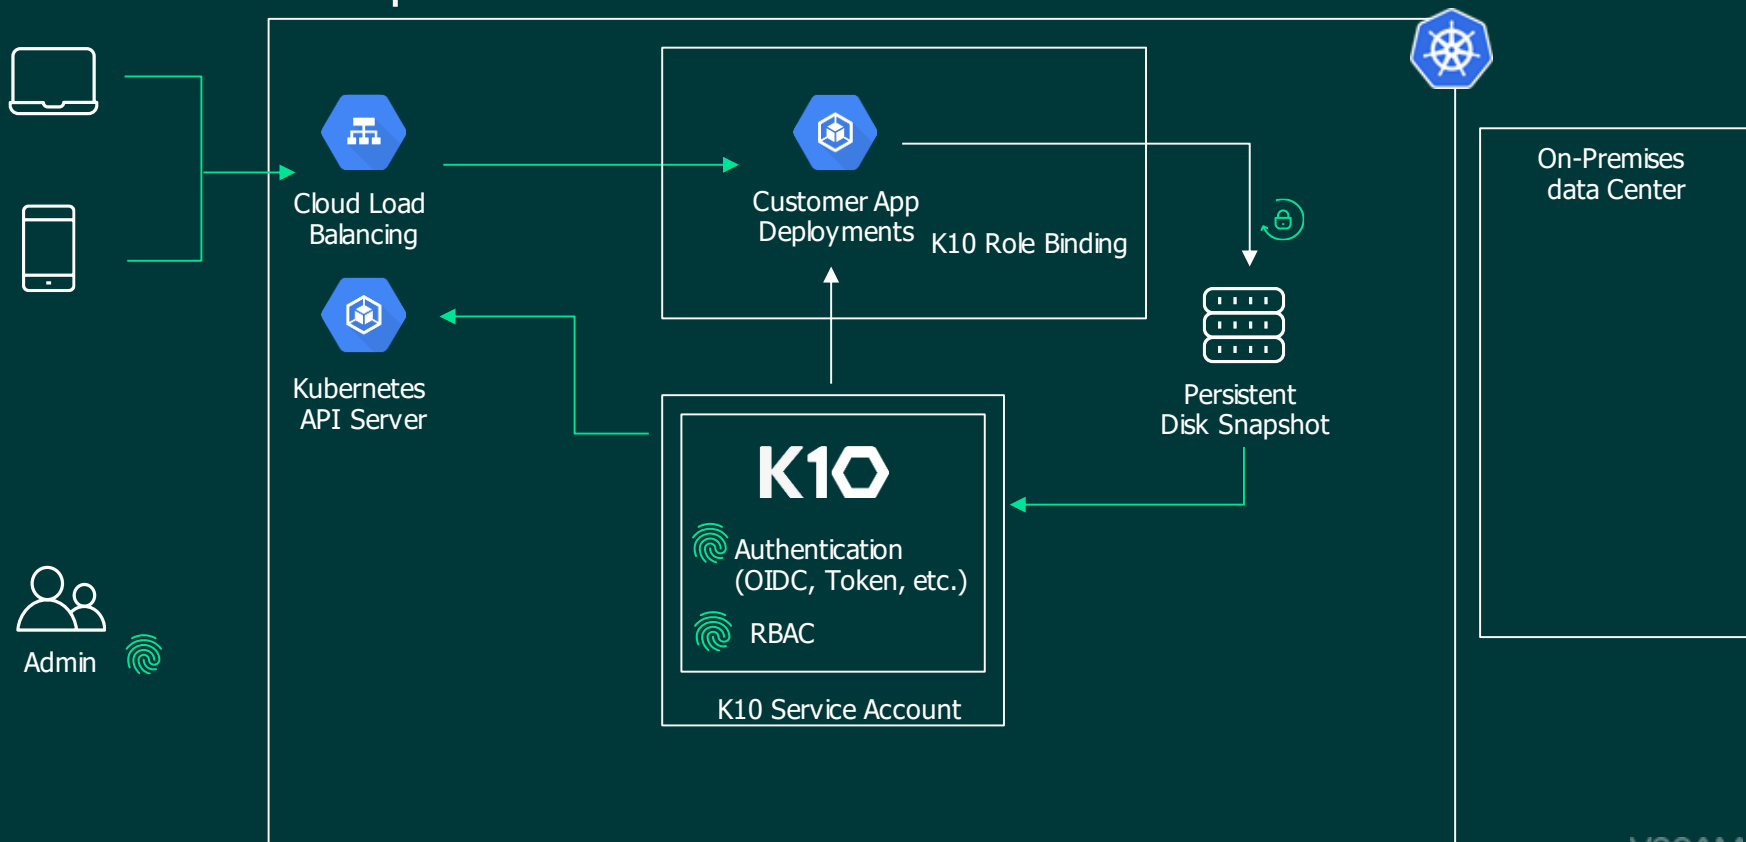 Cloud Load
Balancing
Customer App
Deployments
K10 Role Binding
On-Premises
data Center
Kubernetes
API Server
Persistent
Disk Snapshot
K10
Authentication
(OIDC, Token, etc.)
RBAC
K10 Service Account
Admin